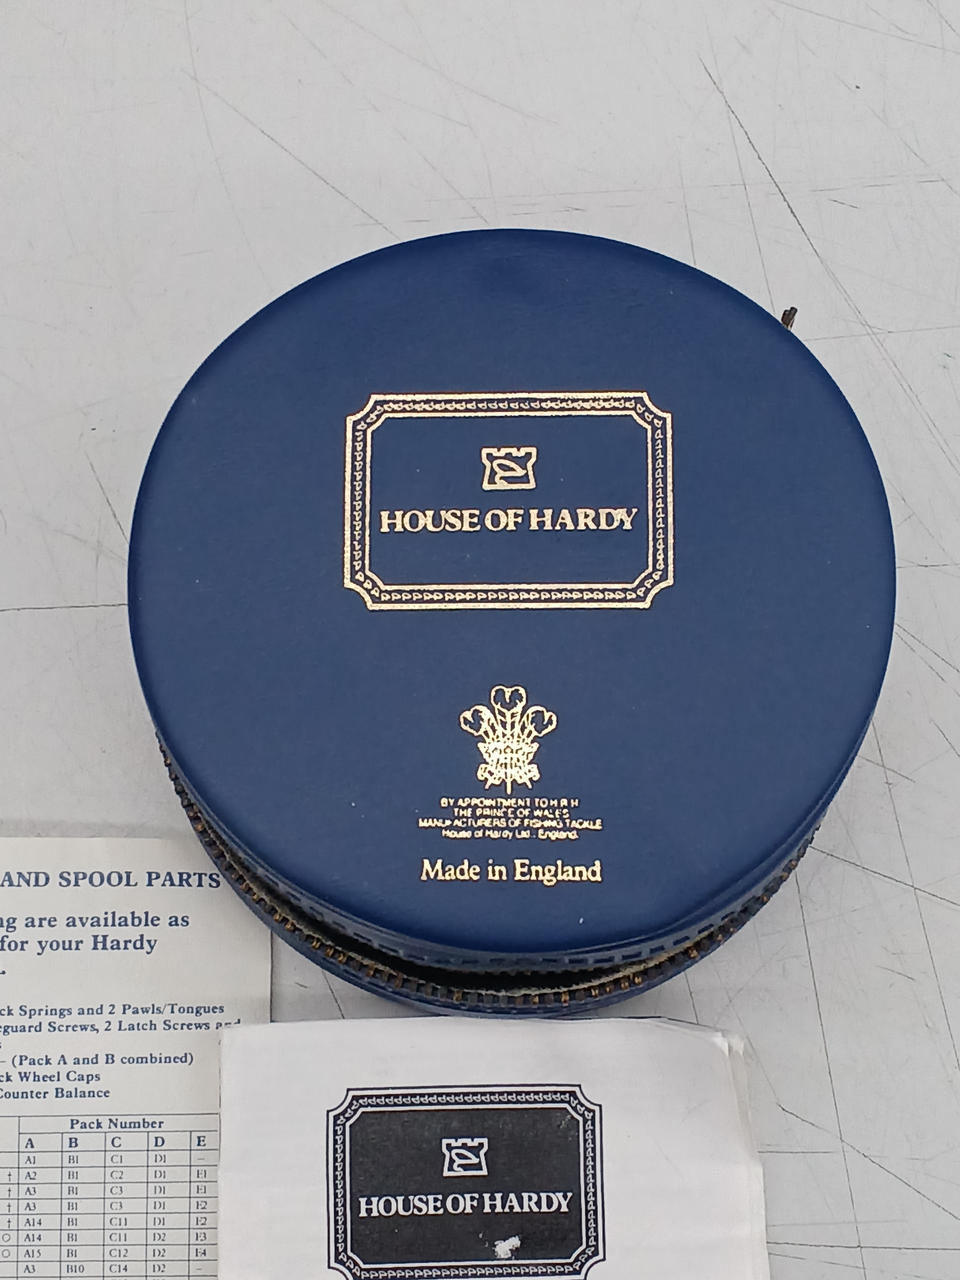 HOUSE OF HARDY
BY APPOINTMENT TO H R H
THE PRINCE OF WALES
MANUFACTURERS OF FISHING TACKLE
House of Hardy Ltd., England.
Made in England
AND SPOOL PARTS
ng are available as
for your Hardy
ck Springs and 2 Pawls/Tongues
eguard Screws, 2 Latch Screws and
s
– (Pack A and B combined)
ck Wheel Caps
Counter Balance
Pack Number
A B C D E
A1 B1 C1 D1 –
† A2 B1 C2 D1 E1
† A3 B1 C3 D1 E1
† A3 B1 C3 D1 E2
† A14 B1 C11 D1 E2
O A14 B1 C11 D2 E3
O A15 B1 C12 D2 E4
A3 B10 C14 D2 –
HOUSE OF HARDY